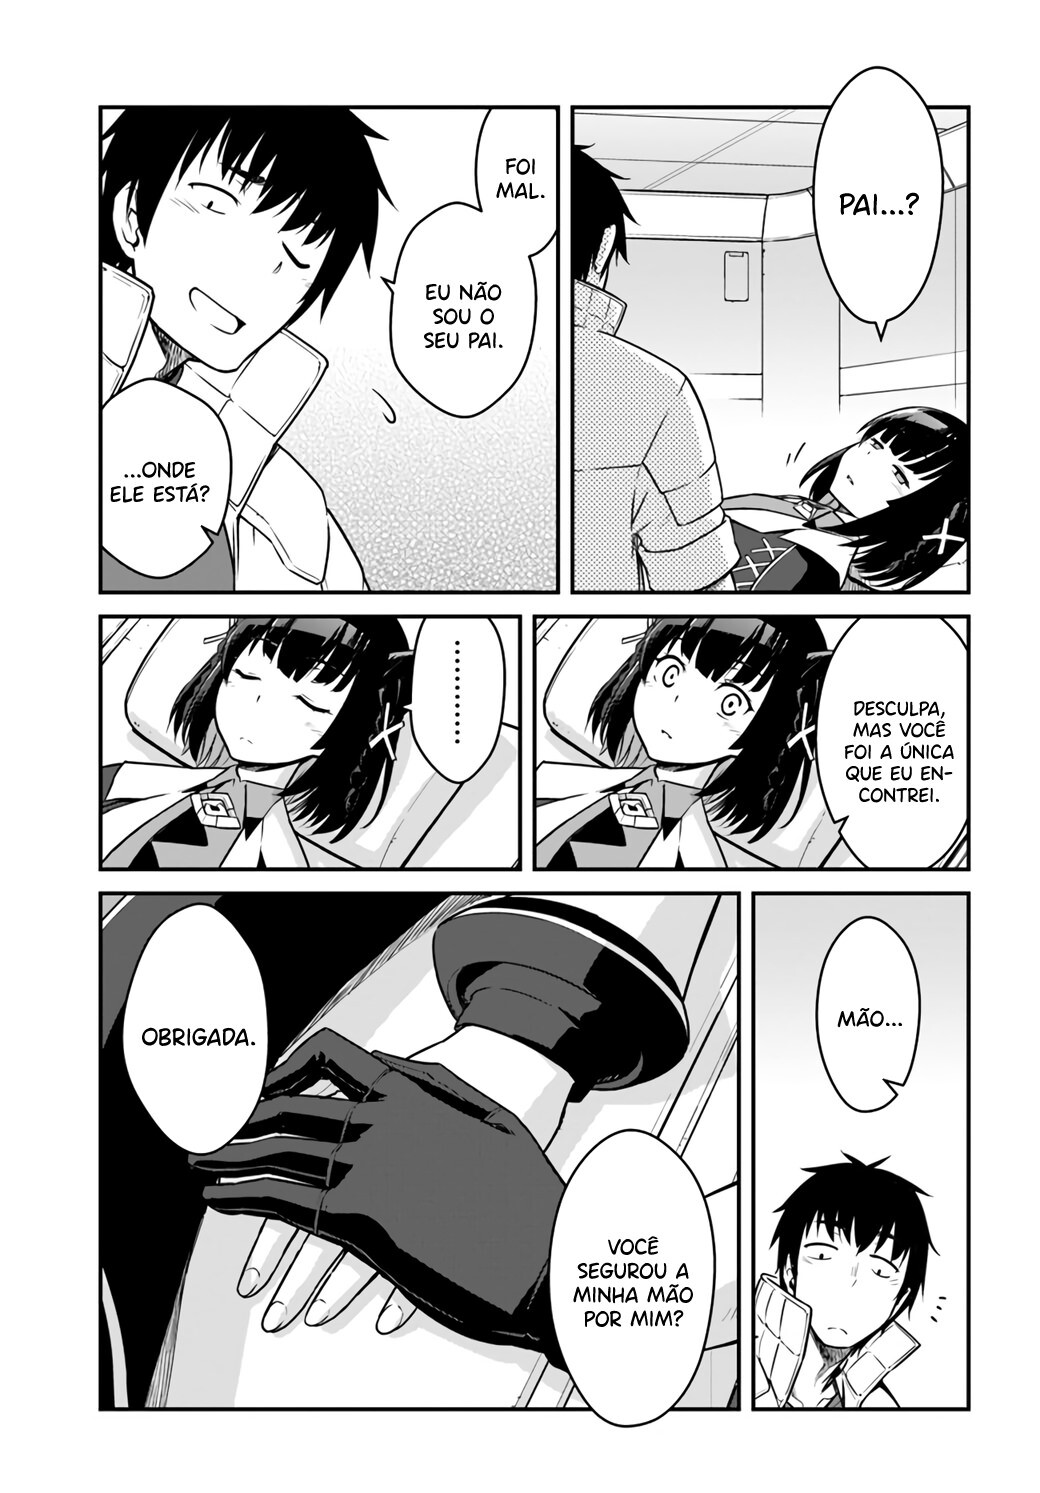 PAI...?
FOI
MAL.
EU NÃO
SOU O
SEU PAI.
...ONDE
ELE ESTÁ?
DESCULPA,
MAS VOCÊ
FOI A ÚNICA
QUE EU EN-
CONTREI.
.........
MÃO...
VOCÊ
SEGUROU A
MINHA MÃO
POR MIM?
OBRIGADA.